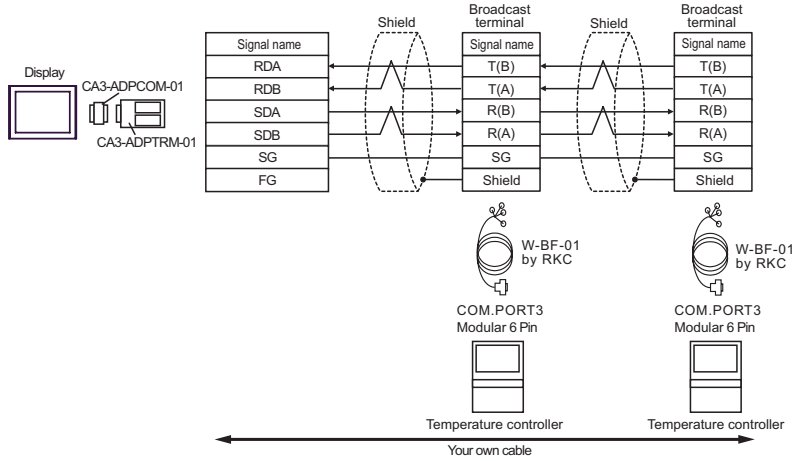 Display
CA3-ADPCOM-01
CA3-ADPTRM-01
Signal name
RDA
RDB
SDA
SDB
SG
FG
Shield
Broadcast
terminal
Signal name
T(B)
T(A)
R(B)
R(A)
SG
Shield
Shield
Broadcast
terminal
Signal name
T(B)
T(A)
R(B)
R(A)
SG
Shield
W-BF-01
by RKC
COM.PORT3
Modular 6 Pin
Temperature controller
W-BF-01
by RKC
COM.PORT3
Modular 6 Pin
Temperature controller
Your own cable